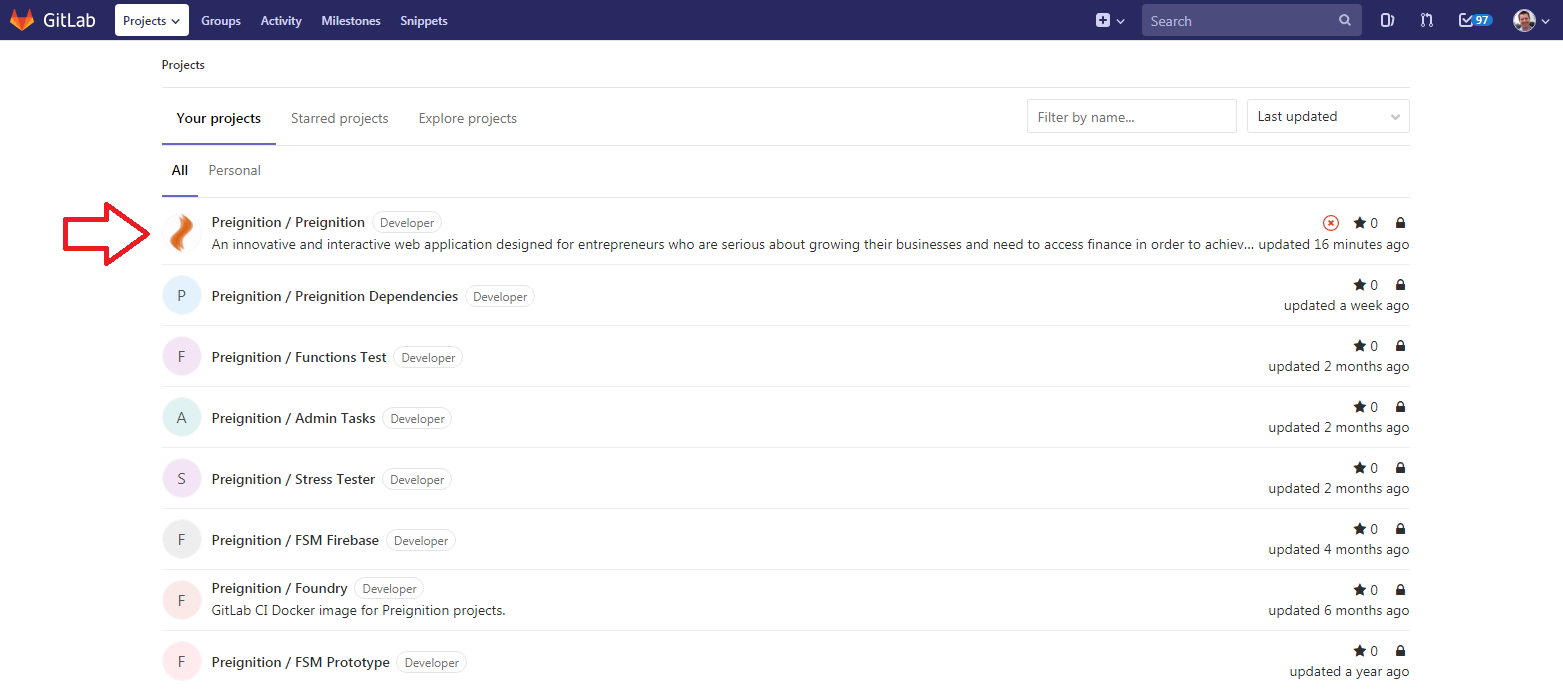 GitLab Projects Groups Activity Milestones Snippets Search 97
Projects
Your projects Starred projects Explore projects Filter by name... Last updated
All Personal
Preignition / Preignition Developer 0
An innovative and interactive web application designed for entrepreneurs who are serious about growing their businesses and need to access finance in order to achiev... updated 16 minutes ago
P Preignition / Preignition Dependencies Developer 0
updated a week ago
F Preignition / Functions Test Developer 0
updated 2 months ago
A Preignition / Admin Tasks Developer 0
updated 2 months ago
S Preignition / Stress Tester Developer 0
updated 2 months ago
F Preignition / FSM Firebase Developer 0
updated 4 months ago
F Preignition / Foundry Developer 0
GitLab CI Docker image for Preignition projects. updated 6 months ago
F Preignition / FSM Prototype Developer 0
updated a year ago